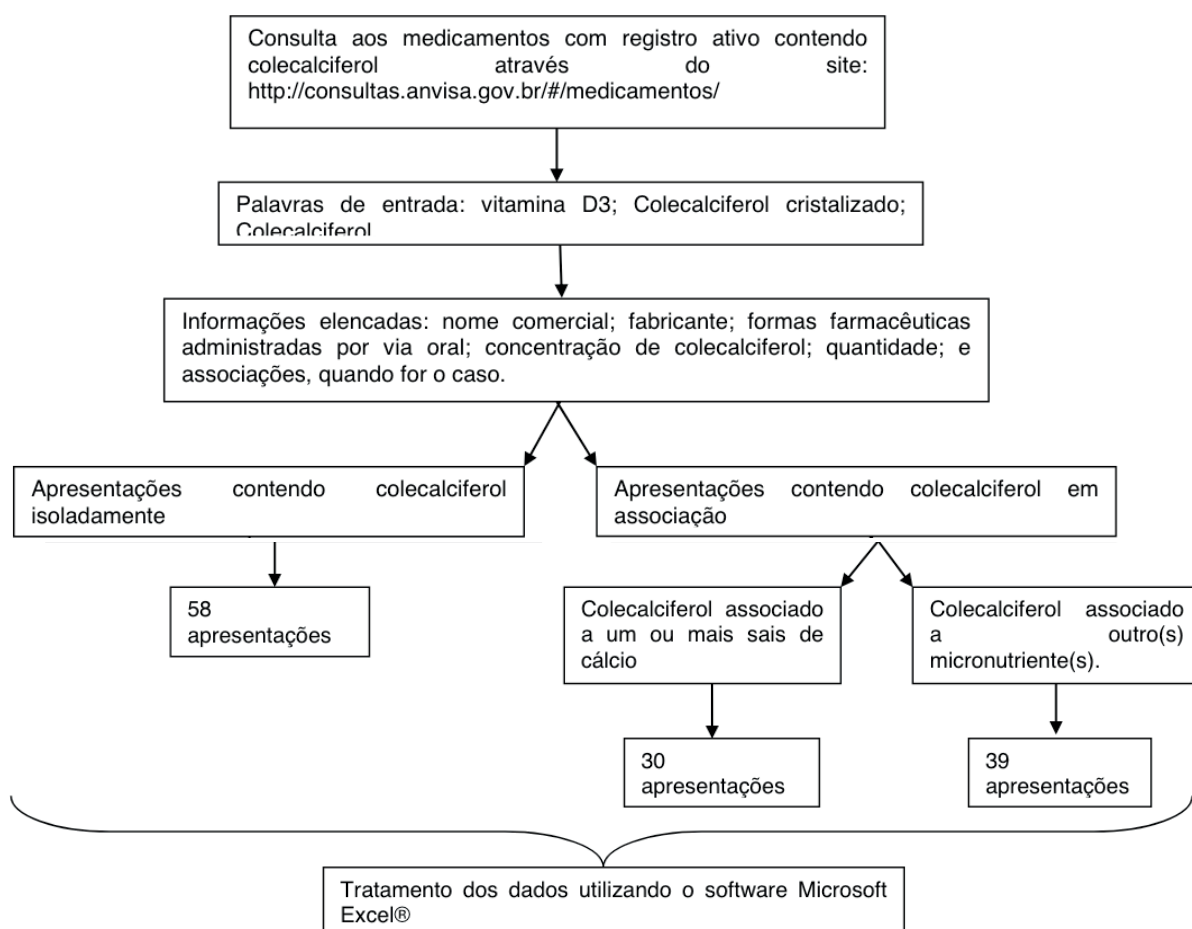 Consulta aos medicamentos com registro ativo contendo
colecalciferol através do site:
http://consultas.anvisa.gov.br/#/medicamentos/
Palavras de entrada: vitamina D3; Colecalciferol cristalizado;
Colecalciferol
Informações elencadas: nome comercial; fabricante; formas farmacêuticas
administradas por via oral; concentração de colecalciferol; quantidade; e
associações, quando for o caso.
Apresentações contendo colecalciferol
isoladamente
Apresentações contendo colecalciferol em
associação
58
apresentações
Colecalciferol associado
a um ou mais sais de
cálcio
Colecalciferol associado
a outro(s)
micronutriente(s).
30
apresentações
39
apresentações
Tratamento dos dados utilizando o software Microsoft
Excel®